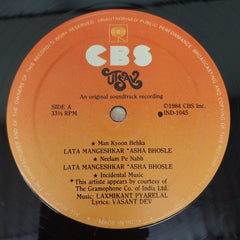 CBS
उत्सव
An original soundtrack recording
SIDE A
33⅓ RPM
©1984 CBS Inc.
IND-1045
★ Man Kyoon Behka
LATA MANGESHKAR *ASHA BHOSLE
★ Neelam Pe Nabh
LATA MANGESHKAR *ASHA BHOSLE
★ Incidental Music
* This artiste appears by courtesy of
The Gramophone Co. of India Ltd.
Music: LAXMIKANT PYARELAL
Lyrics: VASANT DEV
MADE IN INDIA